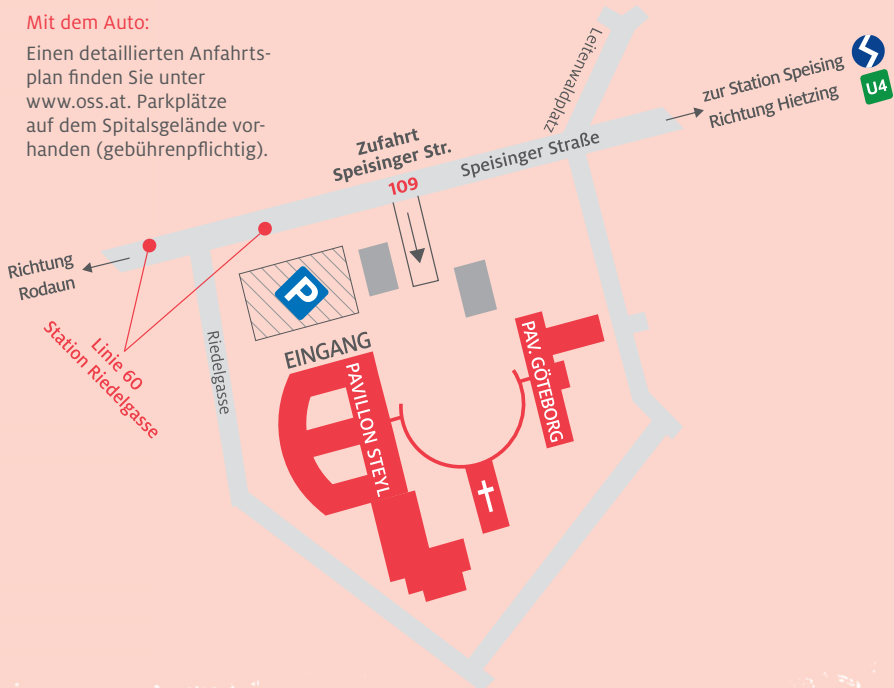 Mit dem Auto:
Einen detaillierten Anfahrts-
plan finden Sie unter
www.oss.at. Parkplätze
auf dem Spitalsgelände vor-
handen (gebührenpflichtig).
Leitenwaldplatz
zur Station Speising
Richtung Hietzing
U4
Zufahrt
Speisinger Str.
109
Speisinger Straße
Richtung
Rodaun
P
Linie 60
Station Riedelgasse
Riedelgasse
EINGANG
PAVILLON STEYL
PAV. GÖTEBORG